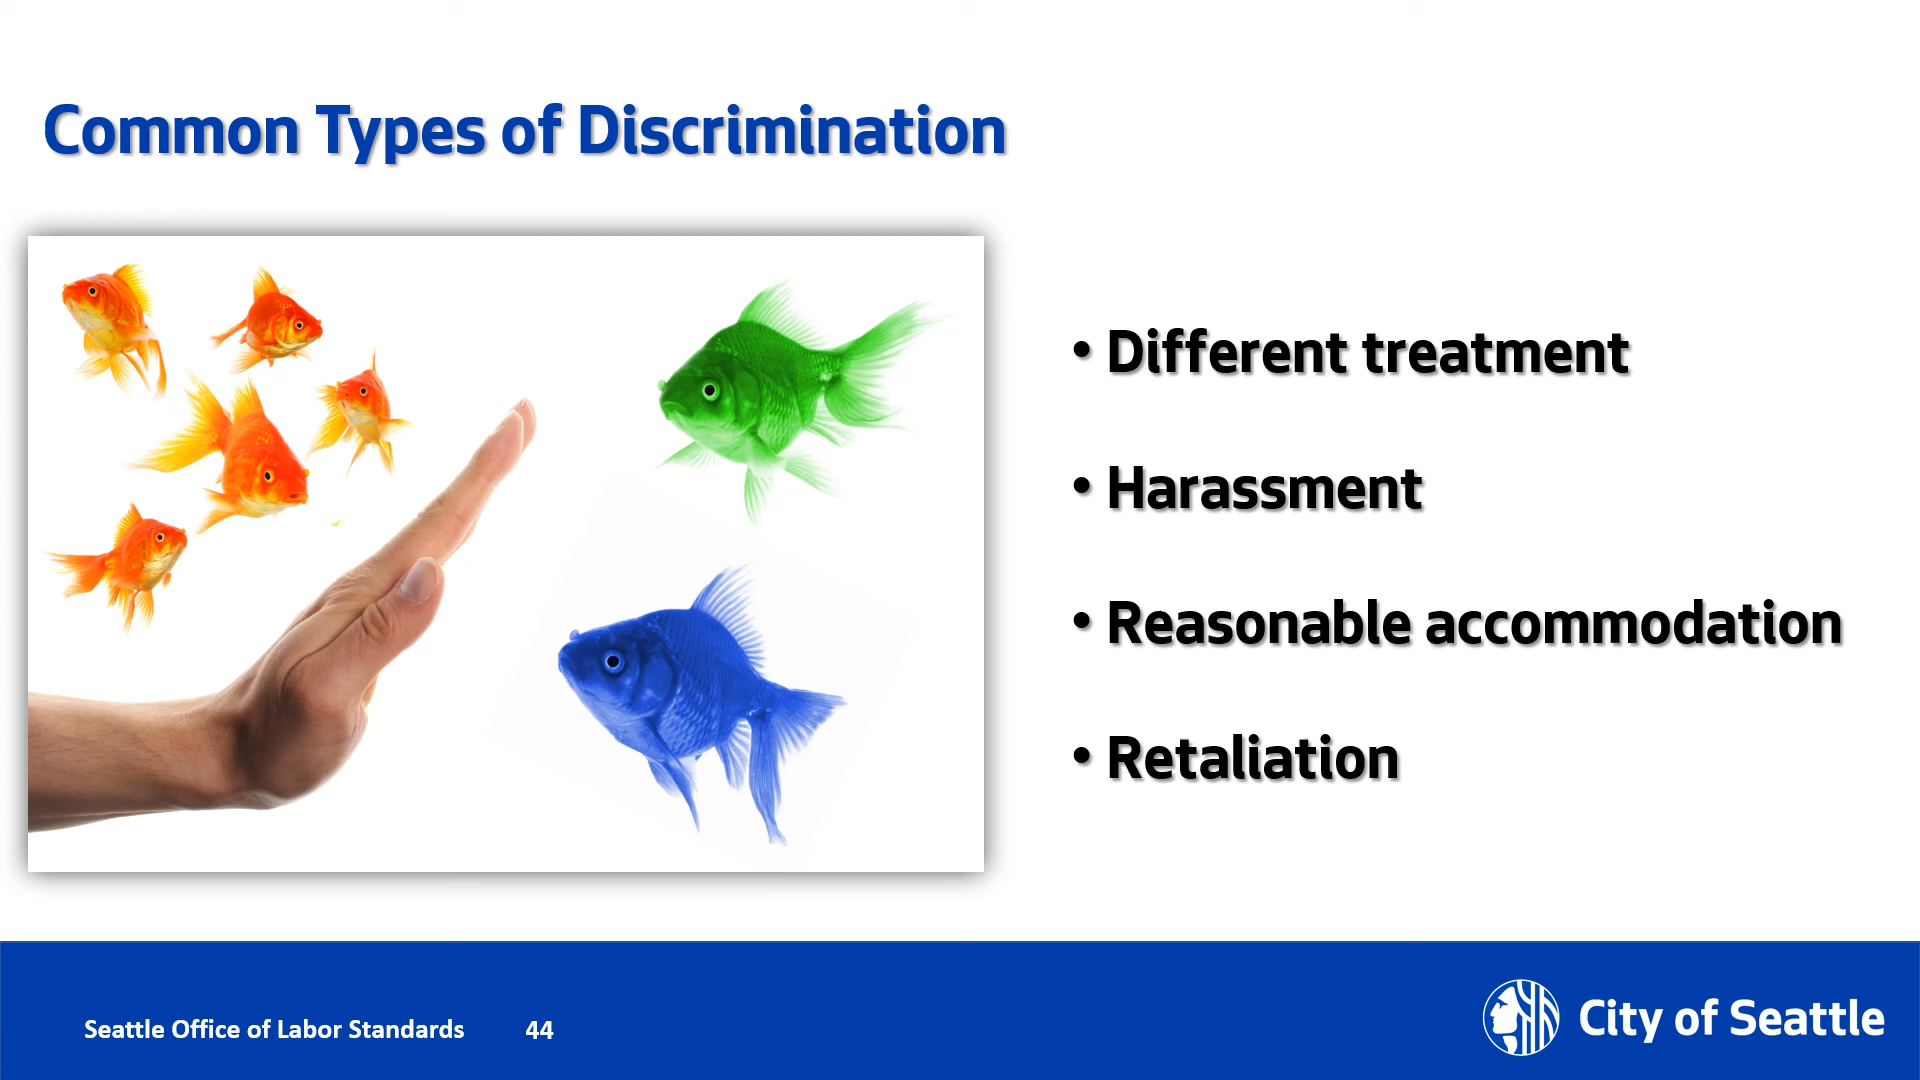 Common Types of Discrimination
• Different treatment
• Harassment
• Reasonable accommodation
• Retaliation
Seattle Office of Labor Standards 44
City of Seattle